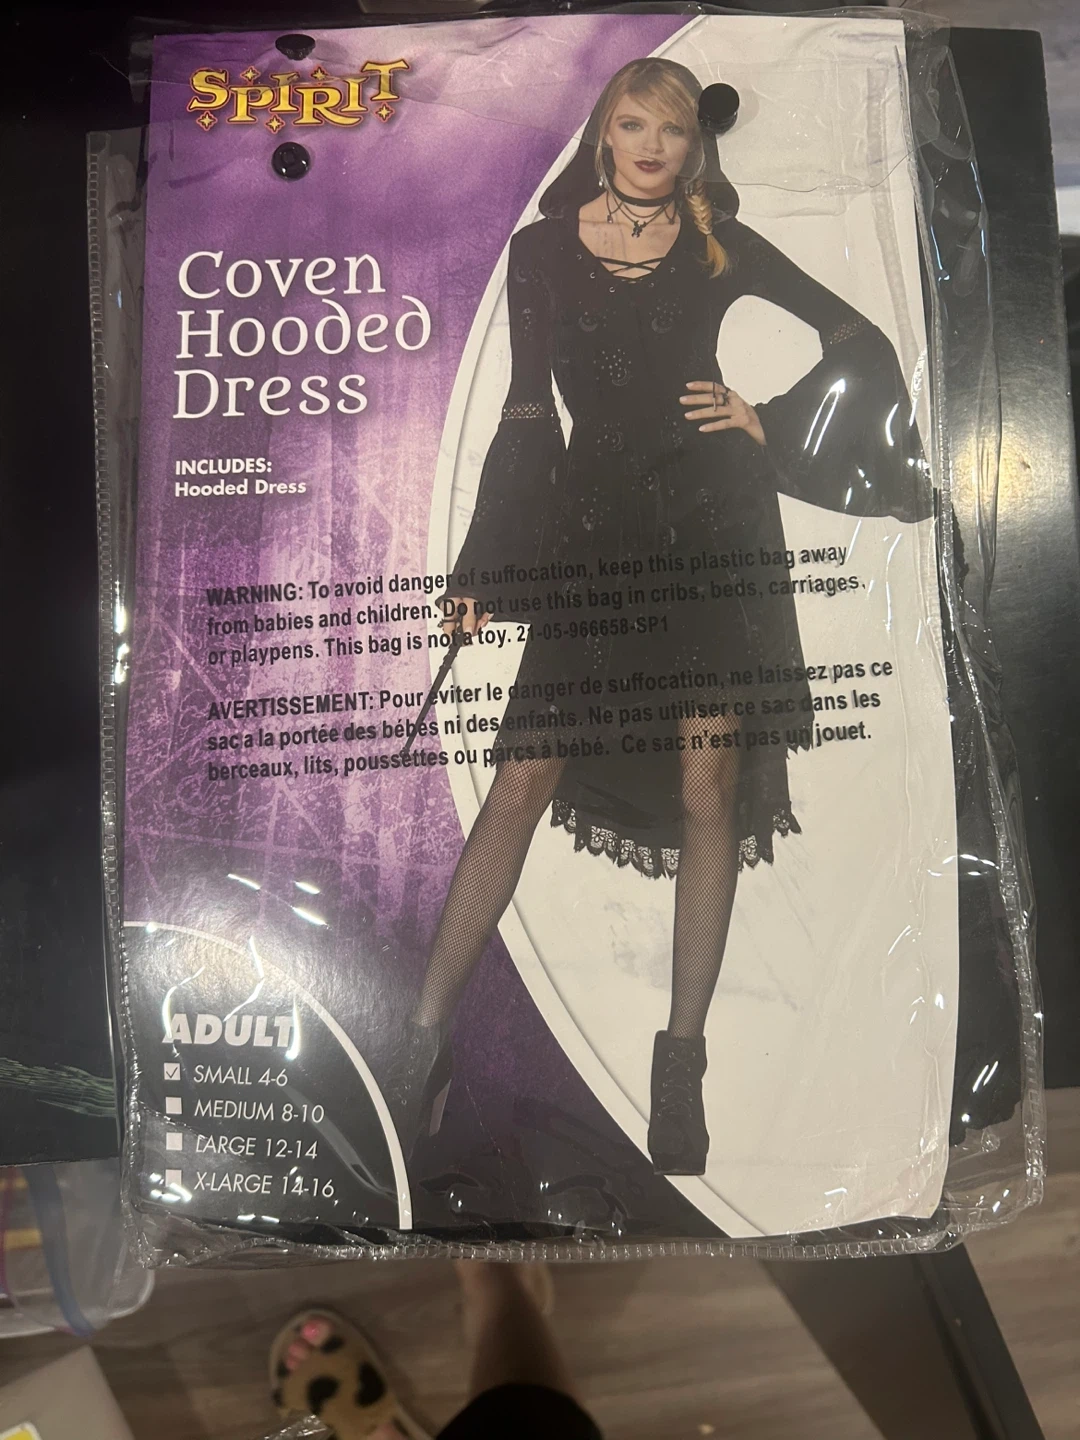 SPIRIT
Coven
Hooded
Dress
INCLUDES:
Hooded Dress
WARNING: To avoid danger of suffocation, keep this plastic bag away
from babies and children. Do not use this bag in cribs, beds, carriages.
or playpens. This bag is not a toy. 21-05-966658-SP1
AVERTISSEMENT: Pour éviter le danger de suffocation, ne laissez pas ce
sac a la portée des bébés ni des enfants. Ne pas utiliser ce sac dans les
berceaux, lits, poussettes ou parcs à bébé. Ce sac n'est pas un jouet.
ADULT
SMALL 4-6
MEDIUM 8-10
LARGE 12-14
X-LARGE 14-16